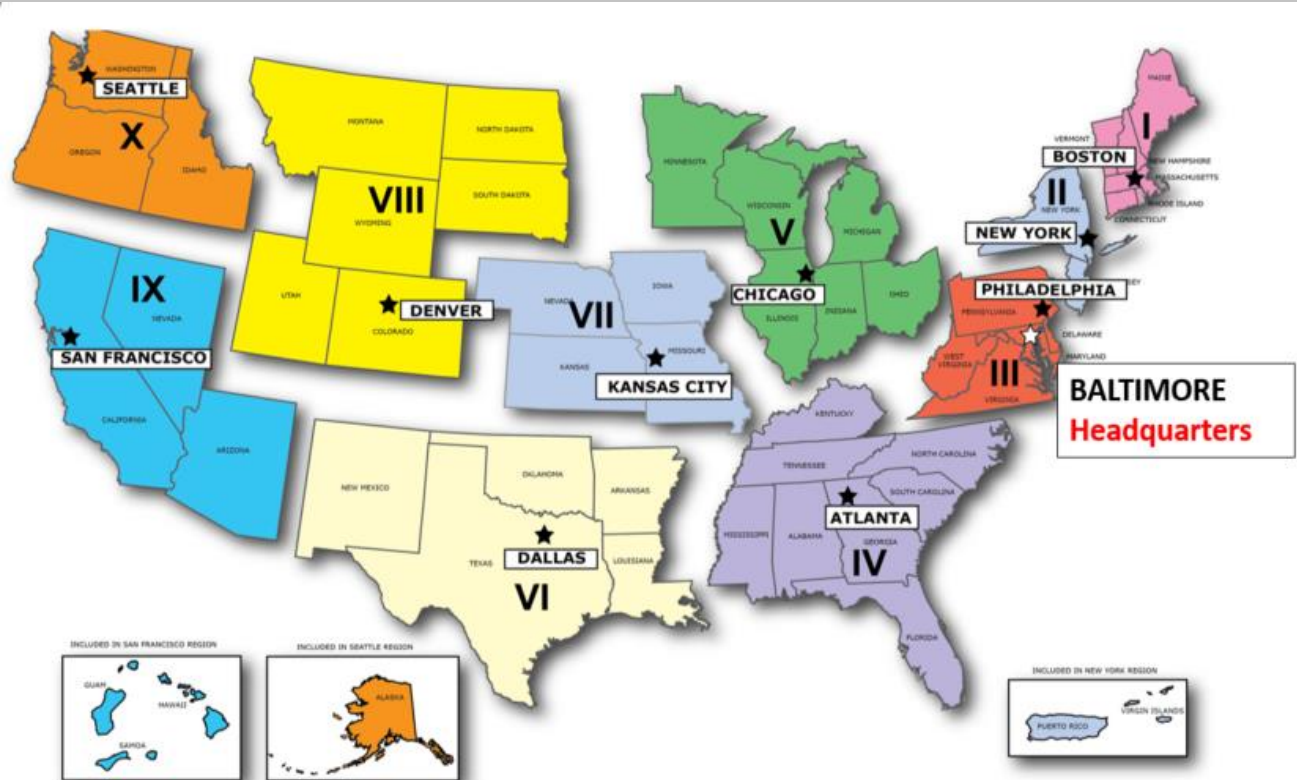 WASHINGTON
SEATTLE
X
OREGON
IDAHO
MONTANA
NORTH DAKOTA
SOUTH DAKOTA
VIII
WYOMING
UTAH
DENVER
COLORADO
IX
NEVADA
SAN FRANCISCO
CALIFORNIA
ARIZONA
NEVADA
VII
IOWA
KANSAS
MISSOURI
KANSAS CITY
MINNESOTA
WISCONSIN
V
MICHIGAN
CHICAGO
ILLINOIS
INDIANA
OHIO
MAINE
I
VERMONT
BOSTON
NEW HAMPSHIRE
MASSACHUSETTS
RHODE ISLAND
CONNECTICUT
II
NEW YORK
NEW YORK
PHILADELPHIA
PENNSYLVANIA
DELAWARE
MARYLAND
WEST
VIRGINIA
III
VIRGINIA
BALTIMORE
Headquarters
NEW MEXICO
OKLAHOMA
ARKANSAS
TEXAS
DALLAS
LOUISIANA
VI
KENTUCKY
TENNESSEE
NORTH CAROLINA
SOUTH CAROLINA
MISSISSIPPI
ALABAMA
ATLANTA
GEORGIA
IV
FLORIDA
INCLUDED IN SAN FRANCISCO REGION
GUAM
HAWAII
SAMOA
INCLUDED IN SEATTLE REGION
ALASKA
INCLUDED IN NEW YORK REGION
VIRGIN ISLANDS
PUERTO RICO